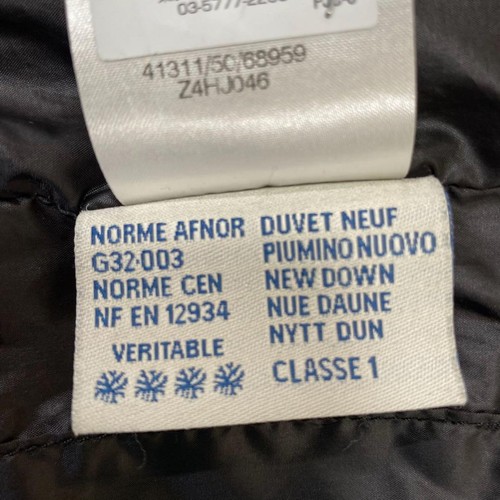 41311/50/68959
Z4HJ046
NORME AFNOR
G32·003
NORME CEN
NF EN 12934
VERITABLE
DUVET NEUF
PIUMINO NUOVO
NEW DOWN
NUE DAUNE
NYTT DUN
CLASSE 1